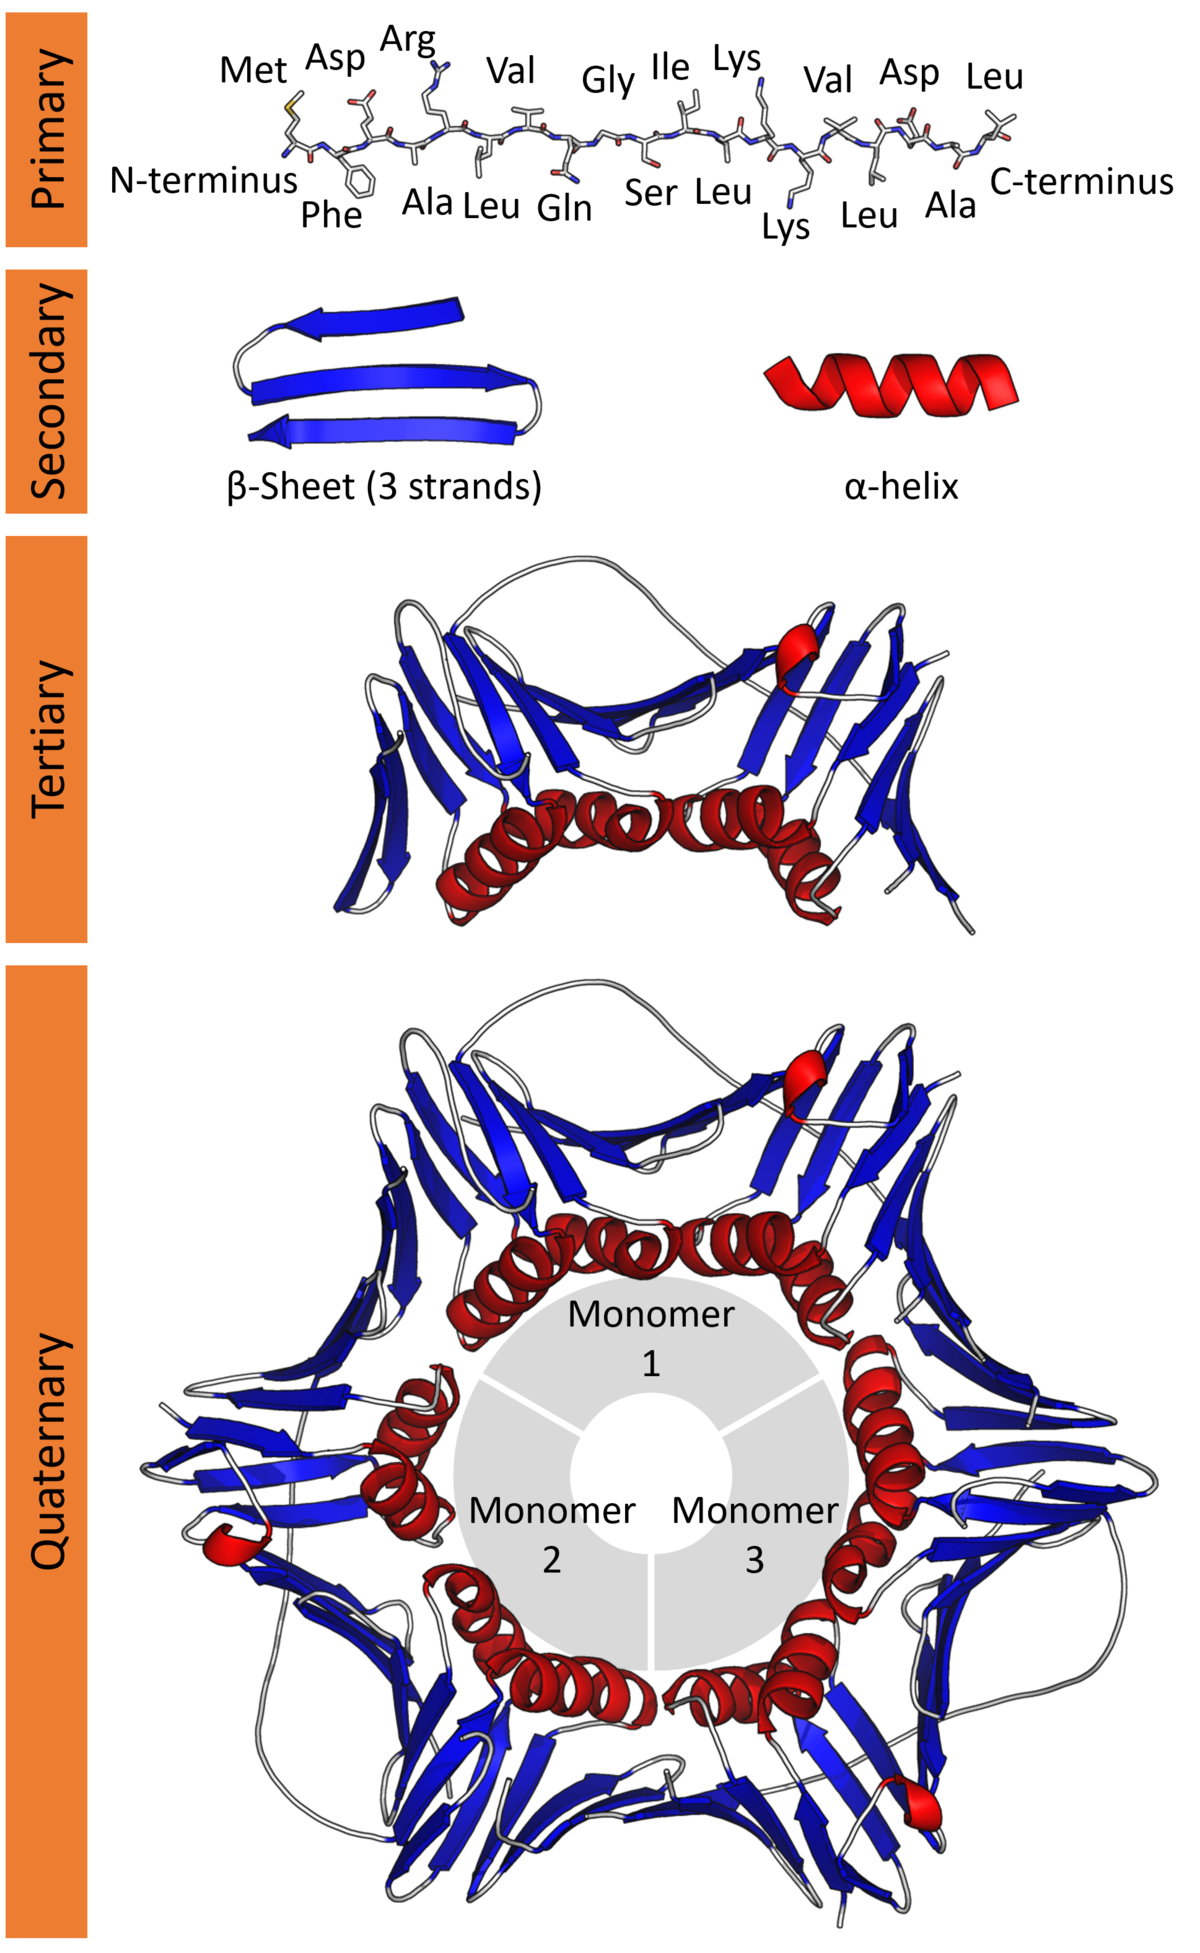 Primary
Met Asp Arg Val Gly Ile Lys Val Asp Leu
N-terminus Phe Ala Leu Gln Ser Leu Lys Leu Ala C-terminus
Secondary
β-Sheet (3 strands)
α-helix
Tertiary
Quaternary
Monomer
1
Monomer
2
Monomer
3